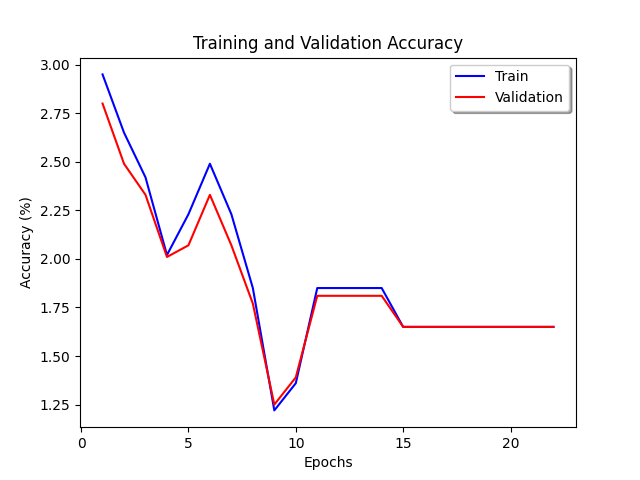 Training and Validation Accuracy
Train
Validation
Accuracy (%)
3.00
2.75
2.50
2.25
2.00
1.75
1.50
1.25
0 5 10 15 20
Epochs